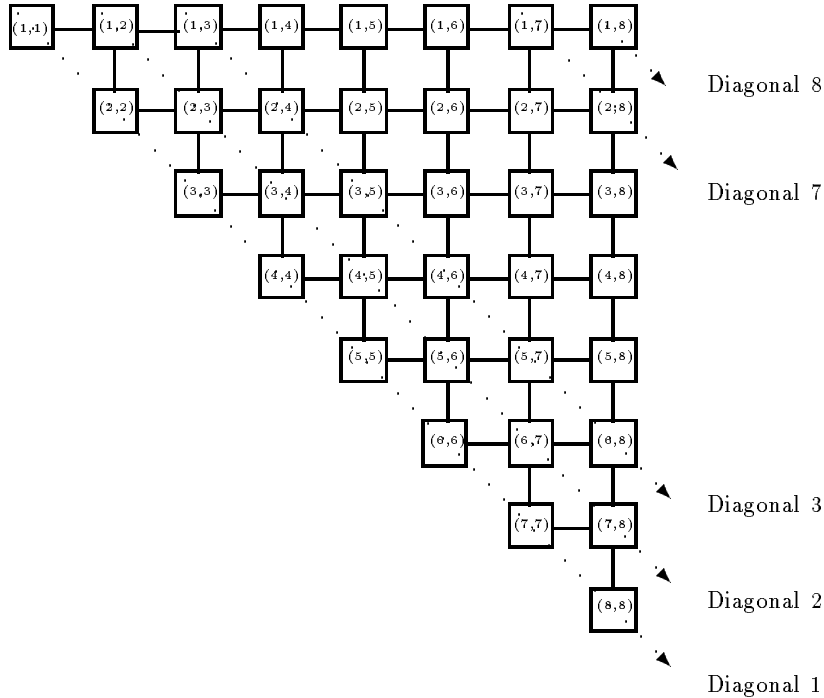 (1,1) (1,2) (1,3) (1,4) (1,5) (1,6) (1,7) (1,8)
Diagonal 8
(2,2) (2,3) (2,4) (2,5) (2,6) (2,7) (2,8)
(3,3) (3,4) (3,5) (3,6) (3,7) (3,8) Diagonal 7
(4,4) (4,5) (4,6) (4,7) (4,8)
(5,5) (5,6) (5,7) (5,8)
(6,6) (6,7) (6,8)
Diagonal 3
(7,7) (7,8)
Diagonal 2
(8,8)
Diagonal 1